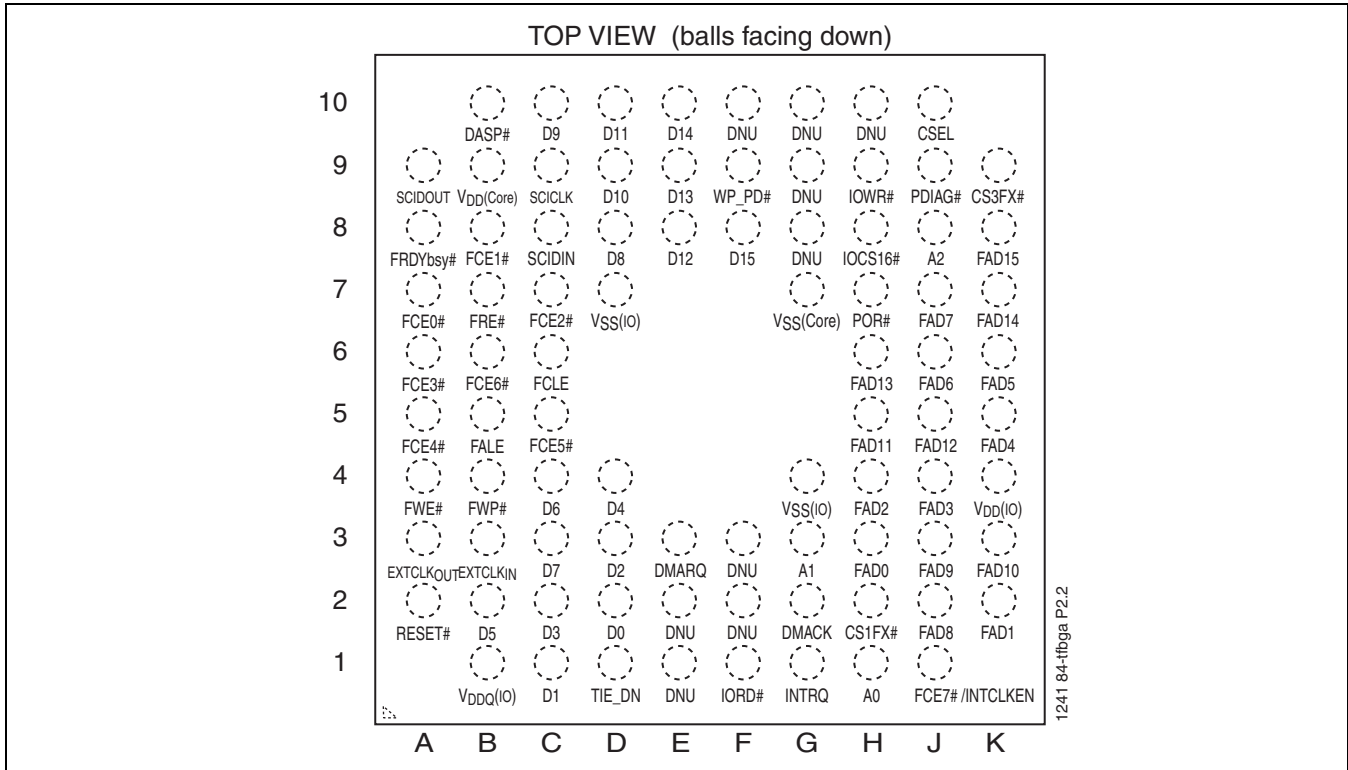 TOP VIEW (balls facing down)
10
DASP# D9 D11 D14 DNU DNU DNU CSEL
9
SCIDOUT VDD(Core) SCICLK D10 D13 WP_PD# DNU IOWR# PDIAG# CS3FX#
8
FRDYbsy# FCE1# SCIDIN D8 D12 D15 DNU IOCS16# A2 FAD15
7
FCE0# FRE# FCE2# VSS(IO) VSS(Core) POR# FAD7 FAD14
6
FCE3# FCE6# FCLE FAD13 FAD6 FAD5
5
FCE4# FALE FCE5# FAD11 FAD12 FAD4
4
FWE# FWP# D6 D4 VSS(IO) FAD2 FAD3 VDD(IO)
3
EXTCLKOUT EXTCLKIN D7 D2 DMARQ DNU A1 FAD0 FAD9 FAD10
2
RESET# D5 D3 D0 DNU DNU DMACK CS1FX# FAD8 FAD1
1
VDDQ(IO) D1 TIE_DN DNU IORD# INTRQ A0 FCE7# /INTCLKEN
A B C D E F G H J K
1241 84-tfbga P2.2